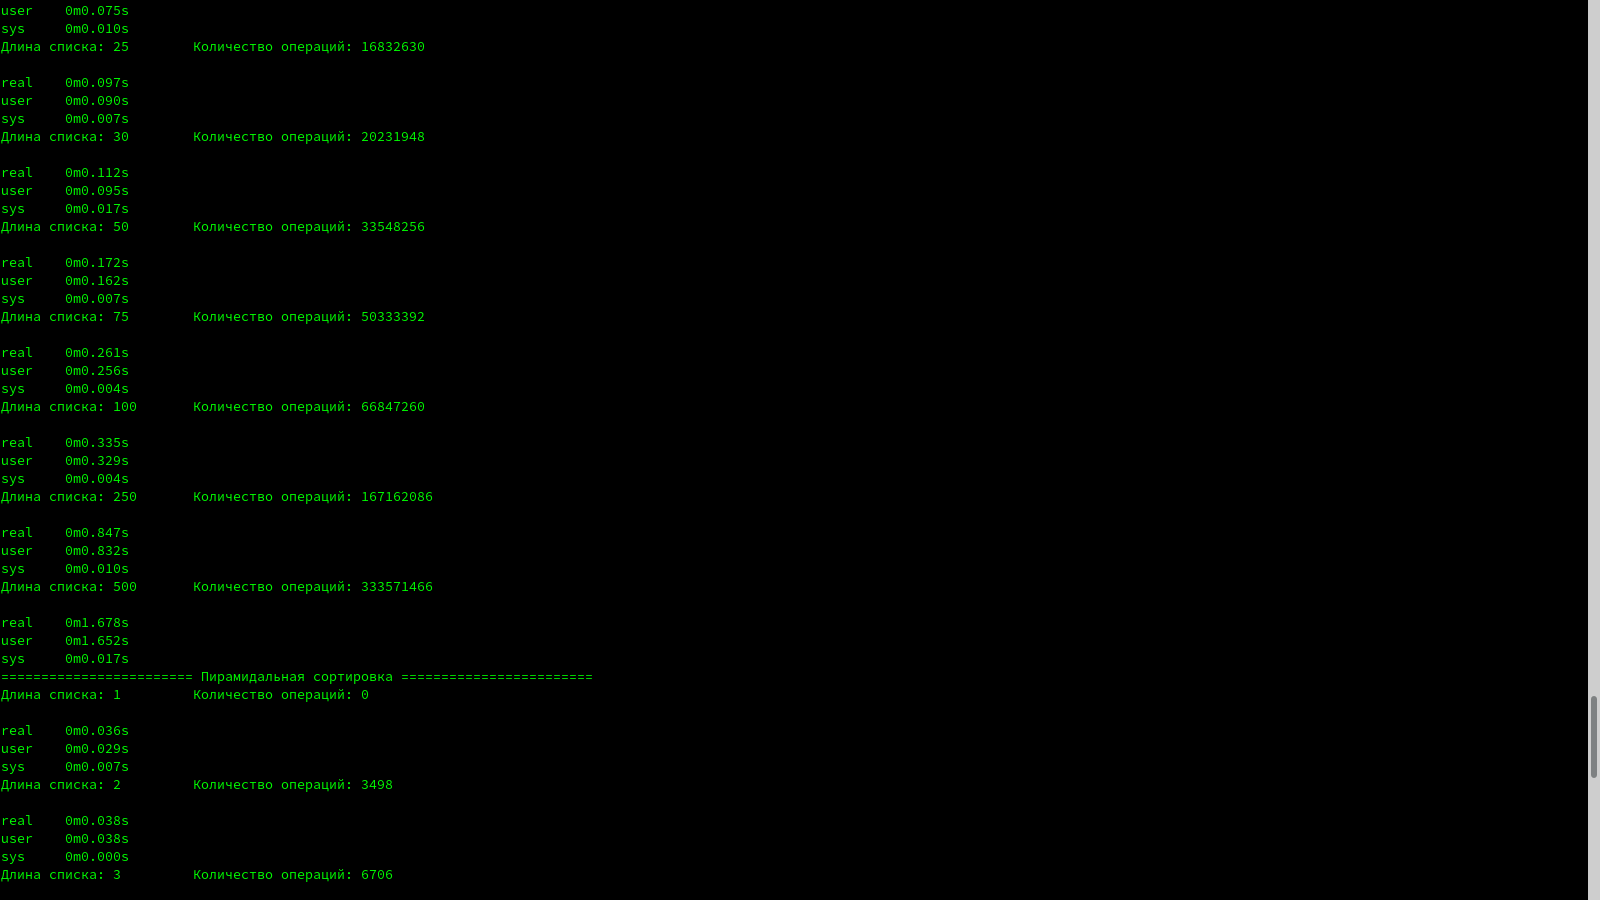 user    0m0.075s
sys     0m0.010s
Длина списка: 25        Количество операций: 16832630
real    0m0.097s
user    0m0.090s
sys     0m0.007s
Длина списка: 30        Количество операций: 20231948
real    0m0.112s
user    0m0.095s
sys     0m0.017s
Длина списка: 50        Количество операций: 33548256
real    0m0.172s
user    0m0.162s
sys     0m0.007s
Длина списка: 75        Количество операций: 50333392
real    0m0.261s
user    0m0.256s
sys     0m0.004s
Длина списка: 100       Количество операций: 66847260
real    0m0.335s
user    0m0.329s
sys     0m0.004s
Длина списка: 250       Количество операций: 167162086
real    0m0.847s
user    0m0.832s
sys     0m0.010s
Длина списка: 500       Количество операций: 333571466
real    0m1.678s
user    0m1.652s
sys     0m0.017s
======================== Пирамидальная сортировка ========================
Длина списка: 1         Количество операций: 0
real    0m0.036s
user    0m0.029s
sys     0m0.007s
Длина списка: 2         Количество операций: 3498
real    0m0.038s
user    0m0.038s
sys     0m0.000s
Длина списка: 3         Количество операций: 6706